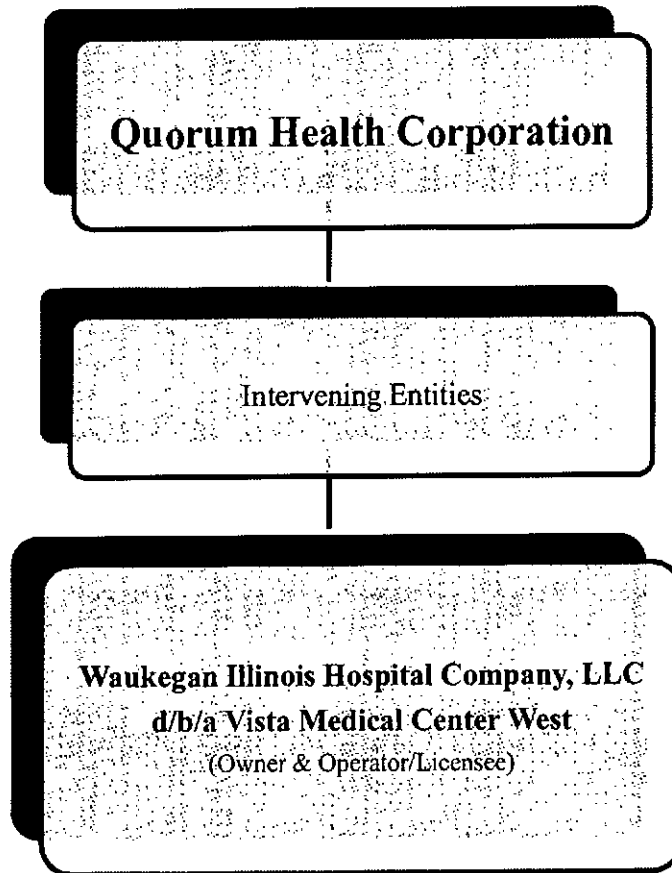 Quorum Health Corporation
Intervening Entities
Waukegan Illinois Hospital Company, LLC
d/b/a Vista Medical Center West
(Owner & Operator/Licensee)